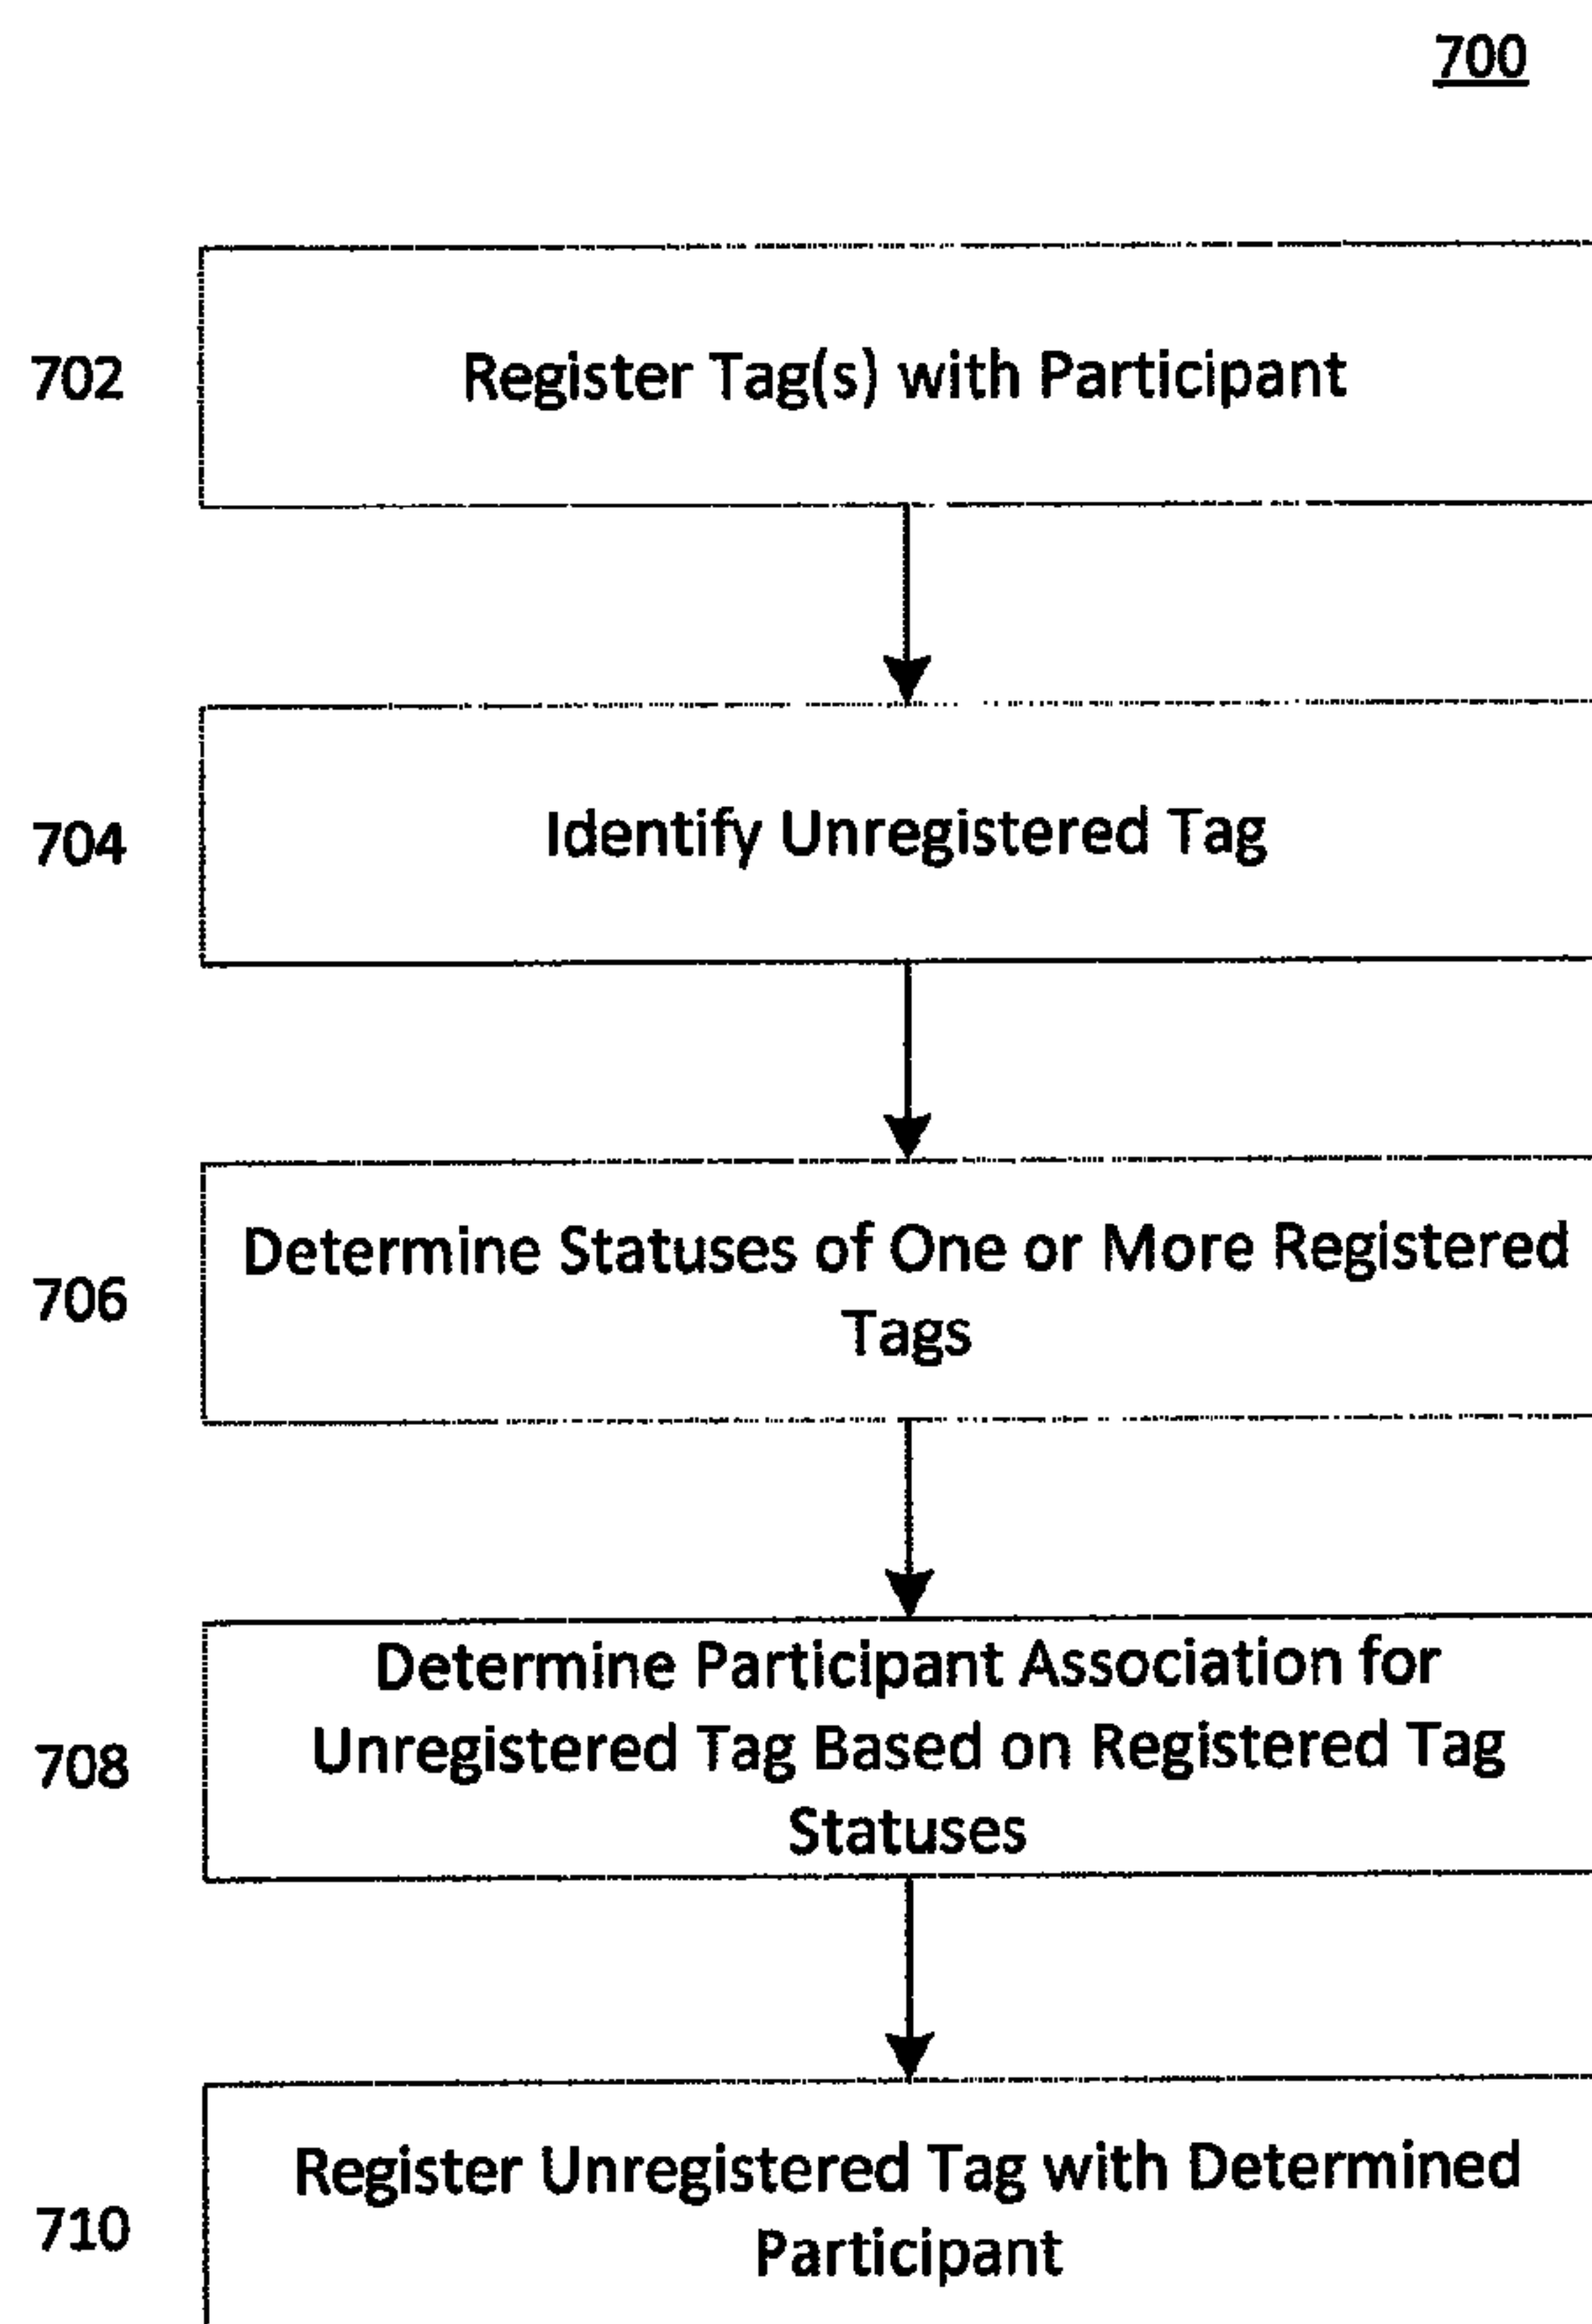 700
702
Register Tag(s) with Participant
704
Identify Unregistered Tag
706
Determine Statuses of One or More Registered
Tags
708
Determine Participant Association for
Unregistered Tag Based on Registered Tag
Statuses
710
Register Unregistered Tag with Determined
Participant